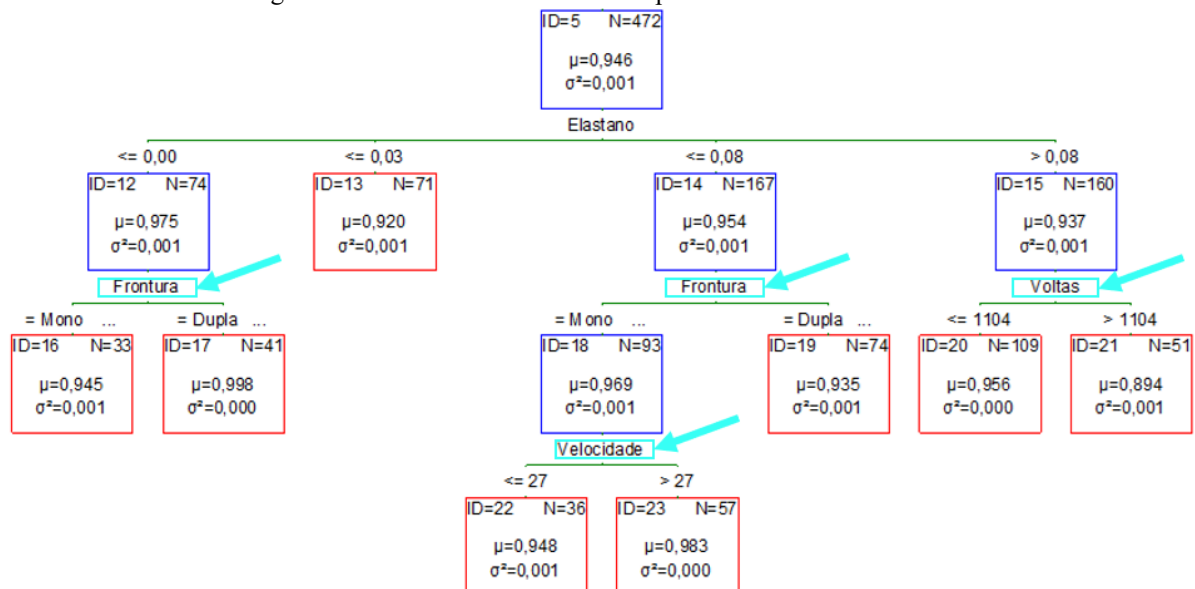 ID=5 N=472
μ=0,946
σ²=0,001
Elastano
<= 0,00 <= 0,03 <= 0,08 > 0,08
ID=12 N=74 ID=13 N=71 ID=14 N=167 ID=15 N=160
μ=0,975 μ=0,920 μ=0,954 μ=0,937
σ²=0,001 σ²=0,001 σ²=0,001 σ²=0,001
Frontura Frontura Voltas
= Mono ... = Dupla ... = Mono ... = Dupla ... <= 1104 > 1104
ID=16 N=33 ID=17 N=41 ID=18 N=93 ID=19 N=74 ID=20 N=109 ID=21 N=51
μ=0,945 μ=0,998 μ=0,969 μ=0,935 μ=0,956 μ=0,894
σ²=0,001 σ²=0,000 σ²=0,001 σ²=0,001 σ²=0,000 σ²=0,001
Velocidade
<= 27 > 27
ID=22 N=36 ID=23 N=57
μ=0,948 μ=0,983
σ²=0,001 σ²=0,000